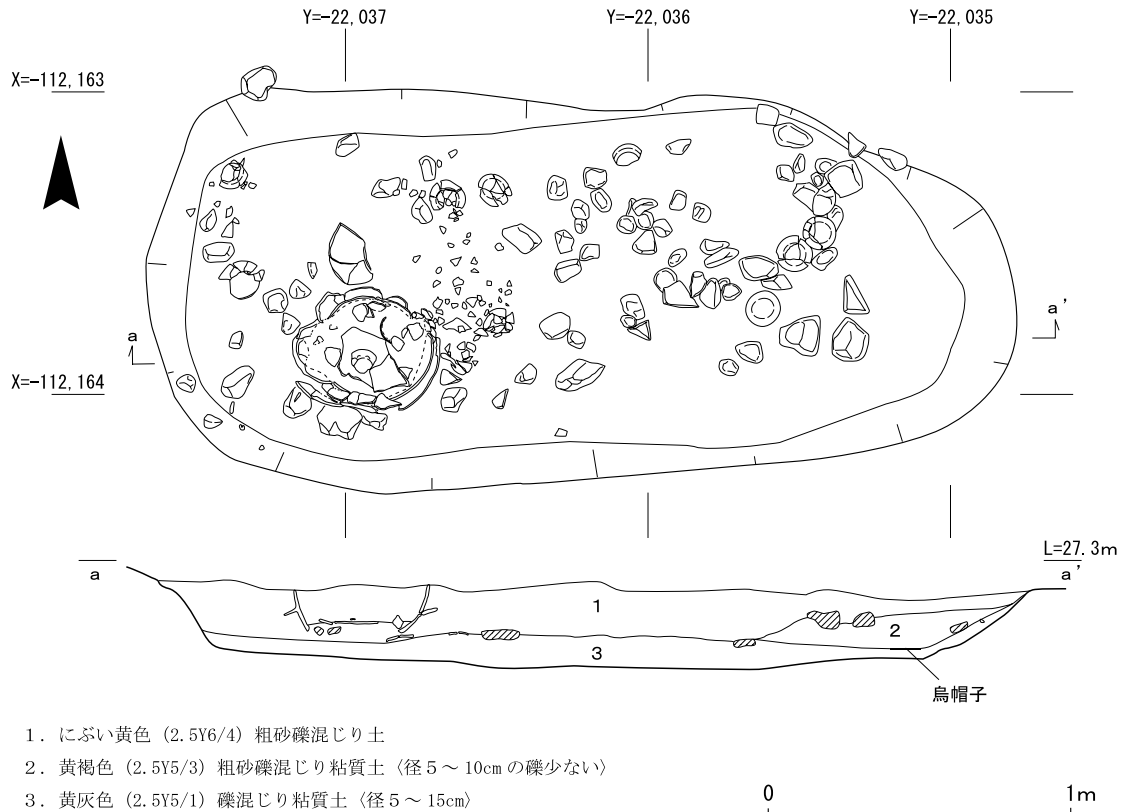 Y=-22,037
Y=-22,036
Y=-22,035
X=-112,163
a
a'
X=-112,164
L=27.3m
a
a'
1
2
3
烏帽子
1．にぶい黄色（2.5Y6/4）粗砂礫混じり土
2．黄褐色（2.5Y5/3）粗砂礫混じり粘質土〈径５～10cmの礫少ない〉
3．黄灰色（2.5Y5/1）礫混じり粘質土〈径５～15cm〉
0
1m